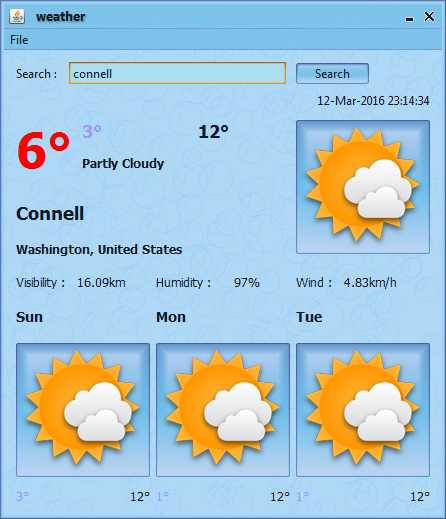 weather
File
Search : connell Search
12-Mar-2016 23:14:34
6° 3° 12°
Partly Cloudy
Connell
Washington, United States
Visibility : 16.09km Humidity : 97% Wind : 4.83km/h
Sun Mon Tue
3° 12° 1° 12° 1° 12°